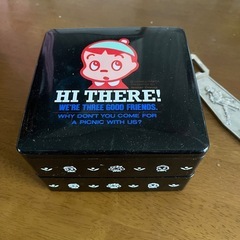 HI THERE!
WE'RE THREE GOOD FRIENDS.
WHY DON'T YOU COME FOR
A PICNIC WITH US?